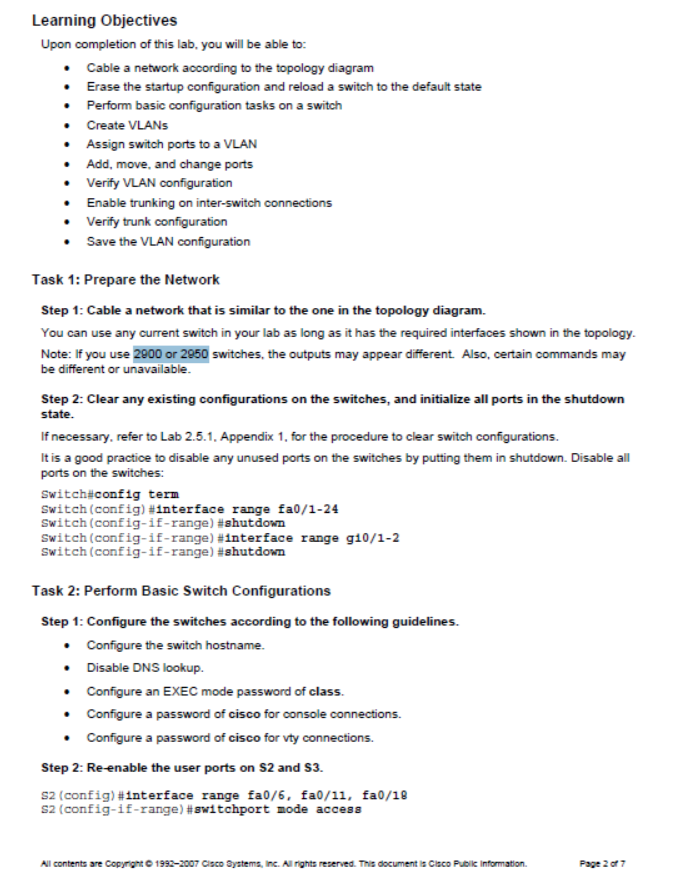 Learning Objectives
Upon completion of this lab, you will be able to:
• Cable a network according to the topology diagram
• Erase the startup configuration and reload a switch to the default state
• Perform basic configuration tasks on a switch
• Create VLANs
• Assign switch ports to a VLAN
• Add, move, and change ports
• Verify VLAN configuration
• Enable trunking on inter-switch connections
• Verify trunk configuration
• Save the VLAN configuration
Task 1: Prepare the Network
Step 1: Cable a network that is similar to the one in the topology diagram.
You can use any current switch in your lab as long as it has the required interfaces shown in the topology.
Note: If you use 2900 or 2950 switches, the outputs may appear different. Also, certain commands may
be different or unavailable.
Step 2: Clear any existing configurations on the switches, and initialize all ports in the shutdown
state.
If necessary, refer to Lab 2.5.1, Appendix 1, for the procedure to clear switch configurations.
It is a good practice to disable any unused ports on the switches by putting them in shutdown. Disable all
ports on the switches:
Switch#config term
Switch(config)#interface range fa0/1-24
Switch(config-if-range)#shutdown
Switch(config-if-range)#interface range gi0/1-2
Switch(config-if-range)#shutdown
Task 2: Perform Basic Switch Configurations
Step 1: Configure the switches according to the following guidelines.
• Configure the switch hostname.
• Disable DNS lookup.
• Configure an EXEC mode password of class.
• Configure a password of cisco for console connections.
• Configure a password of cisco for vty connections.
Step 2: Re-enable the user ports on S2 and S3.
S2(config)#interface range fa0/6, fa0/11, fa0/18
S2(config-if-range)#switchport mode access
All contents are Copyright © 1992–2007 Cisco Systems, Inc. All rights reserved. This document is Cisco Public Information. Page 2 of 7